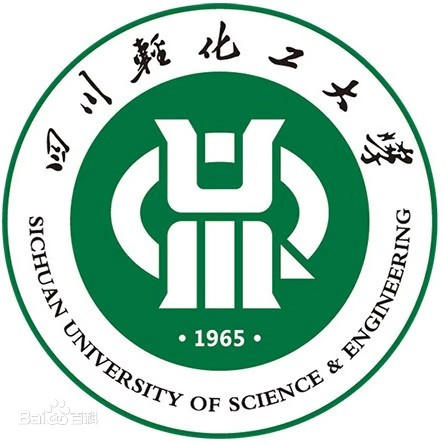 四川轻化工大学
SICHUAN UNIVERSITY OF SCIENCE & ENGINEERING
· 1965 ·
Bai百科